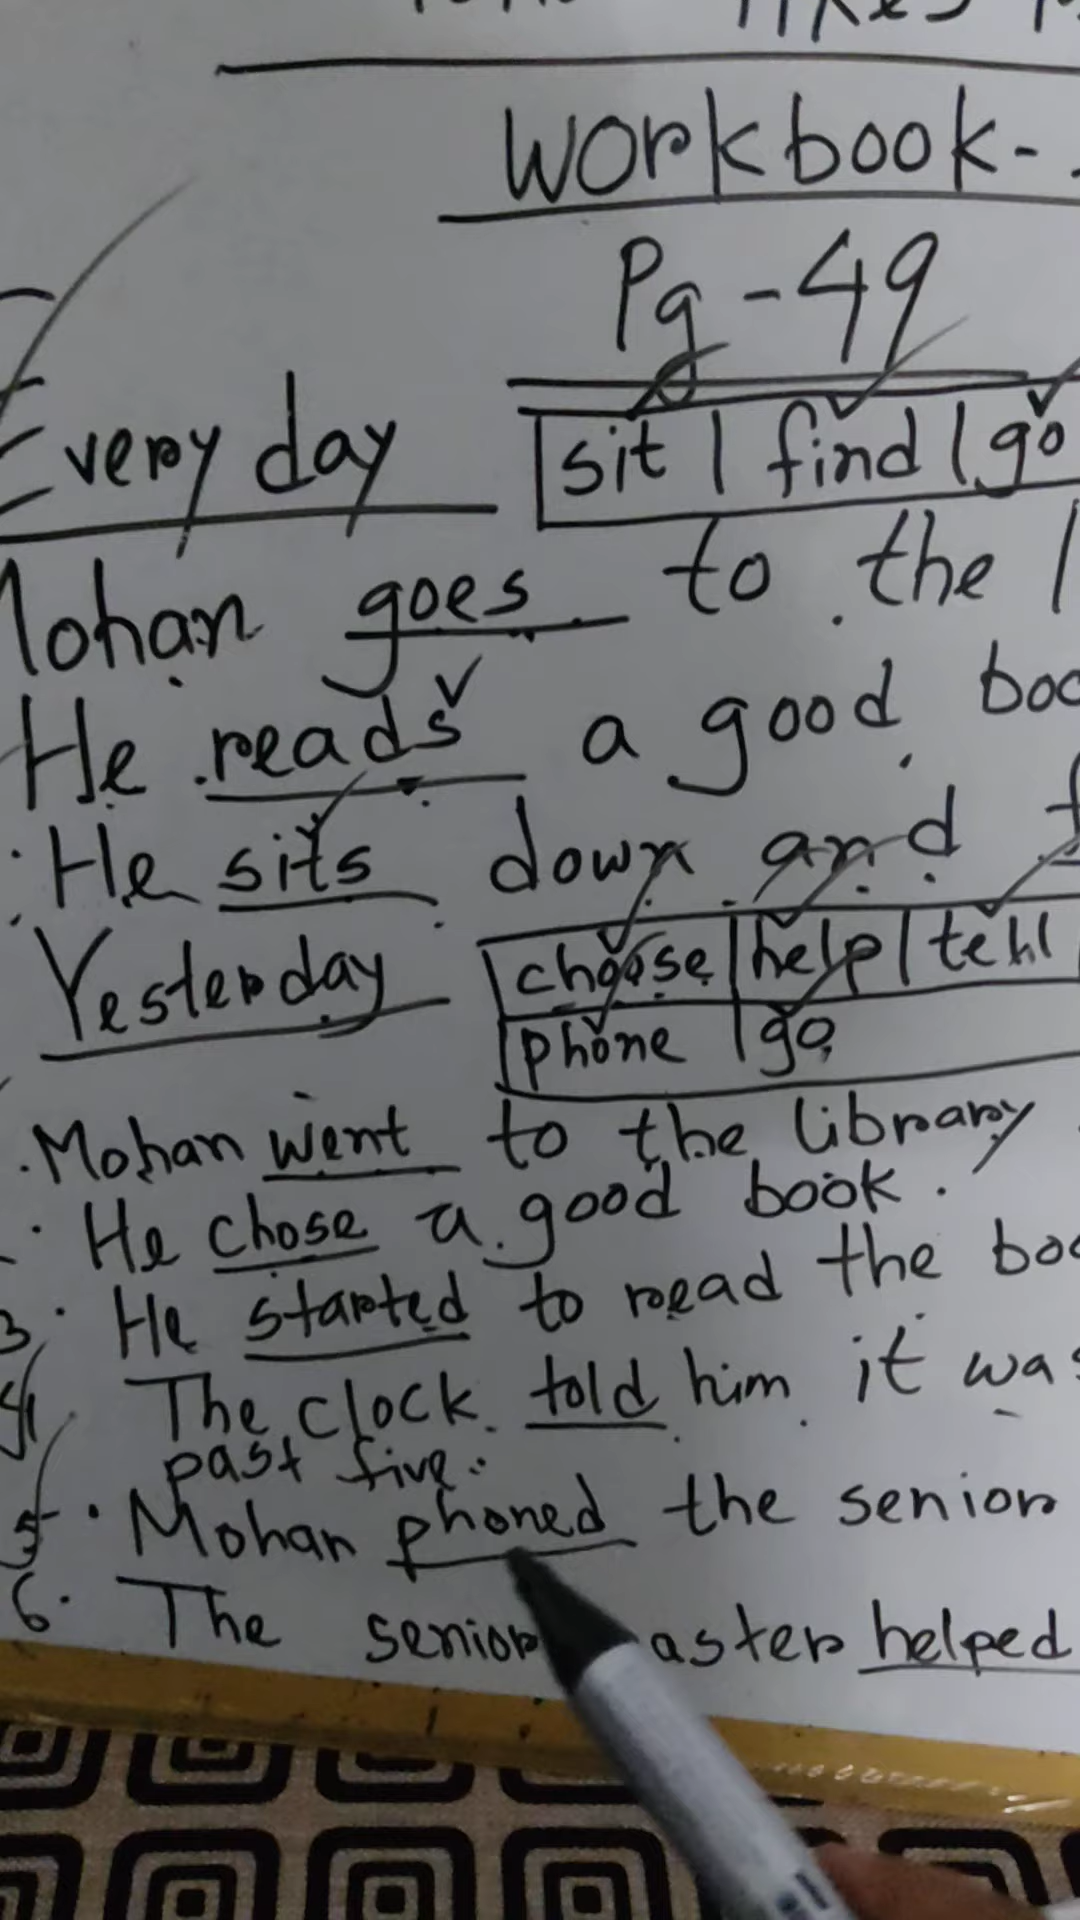 Workbook-
Pg-49
Every day sit | find | go
Mohan goes to the
He reads a good
He sits down and
Yesterday choose | help | tell
phone | go
Mohan went to the library
He chose a good book.
3. He started to read the
4 The clock told him it was
past five.
5. Mohan phoned the senior
6. The senior helped